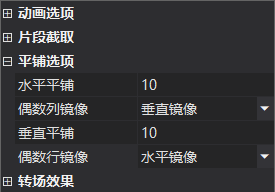 动画选项
片段截取
平铺选项
水平平铺 10
偶数列镜像 垂直镜像
垂直平铺 10
偶数行镜像 水平镜像
转场效果